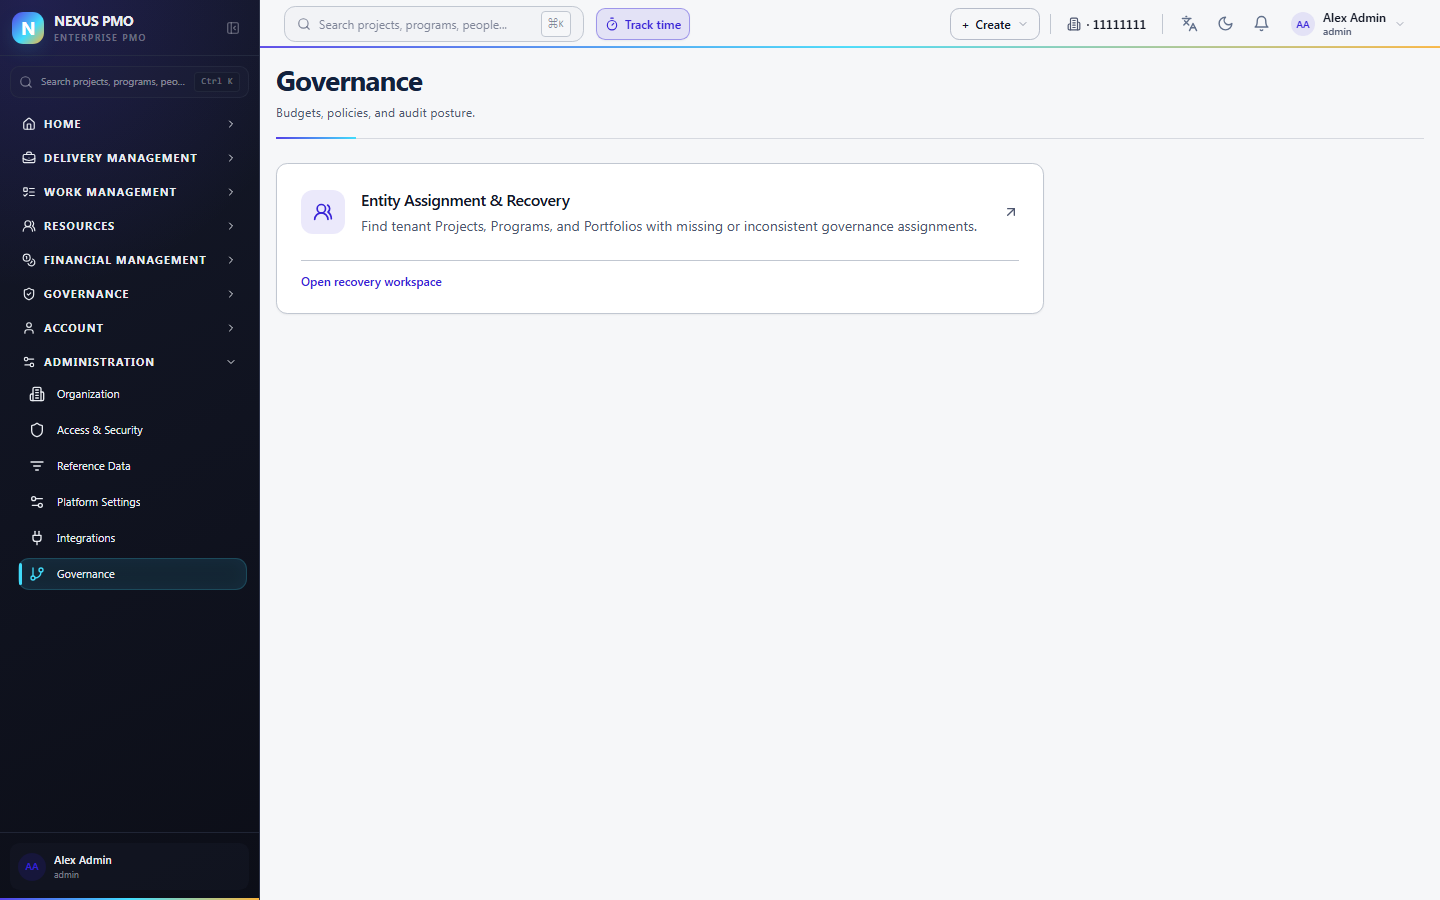 N
NEXUS PMO
ENTERPRISE PMO
Search projects, programs, peo... Ctrl K
HOME
DELIVERY MANAGEMENT
WORK MANAGEMENT
RESOURCES
FINANCIAL MANAGEMENT
GOVERNANCE
ACCOUNT
ADMINISTRATION
Organization
Access & Security
Reference Data
Platform Settings
Integrations
Governance
AA
Alex Admin
admin
Search projects, programs, people... ⌘K
Track time
+ Create
· 11111111
AA
Alex Admin
admin
Governance
Budgets, policies, and audit posture.
Entity Assignment & Recovery
Find tenant Projects, Programs, and Portfolios with missing or inconsistent governance assignments.
Open recovery workspace